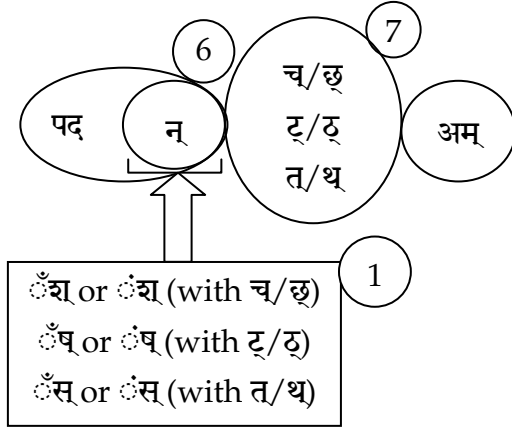 6
7
च्/छ्
पद
न्
ट्/ठ्
अम्
त्/थ्
1
ँश् or ंश् (with च्/छ्)
ँष् or ंष् (with ट्/ठ्)
ँस् or ंस् (with त्/थ्)